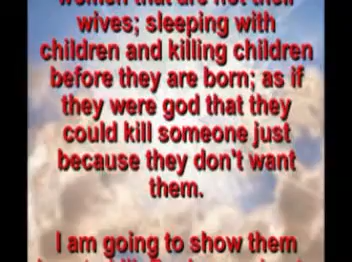 women that are not their
wives; sleeping with
children and killing children
before they are born; as if
they were god that they
could kill someone just
because they don't want
them.
I am going to show them